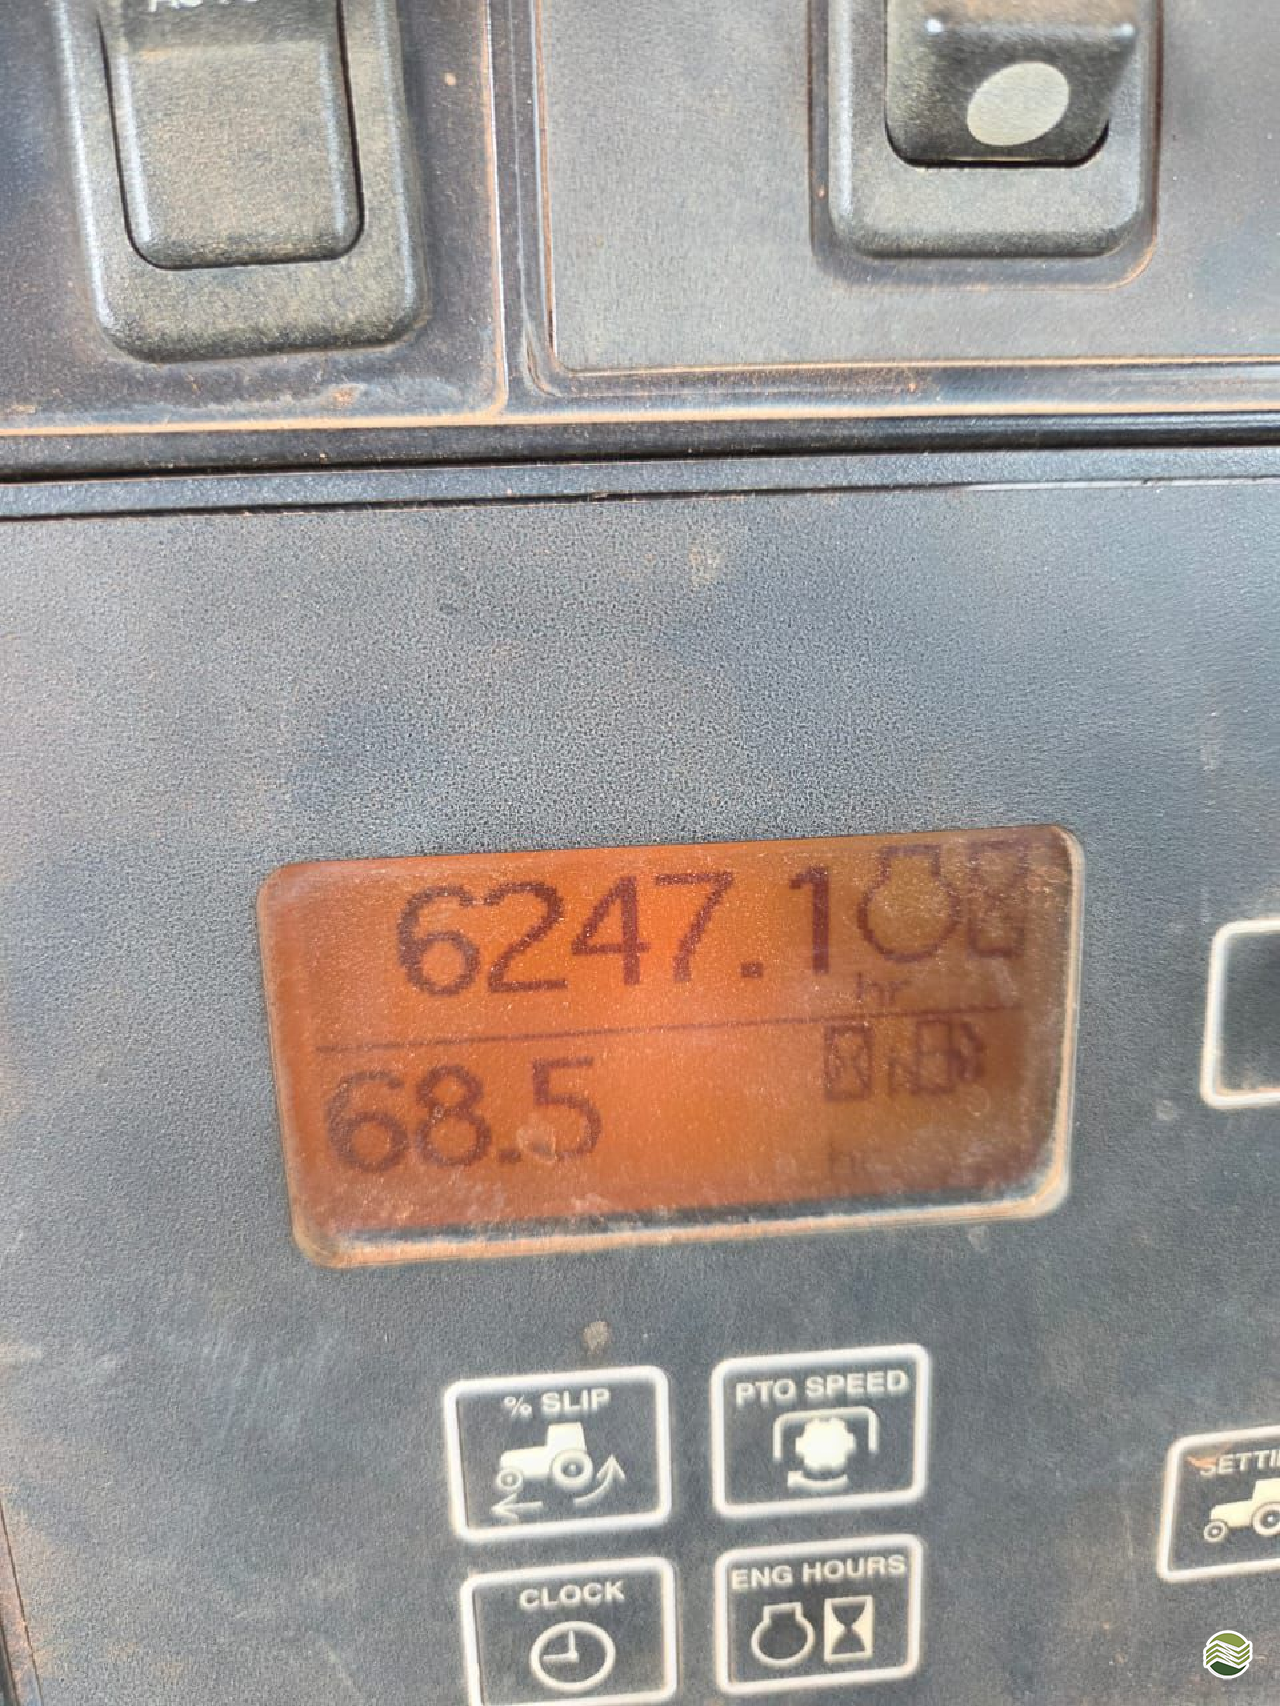 6247.1
hr
68.5
% SLIP
PTO SPEED
CLOCK
ENG HOURS